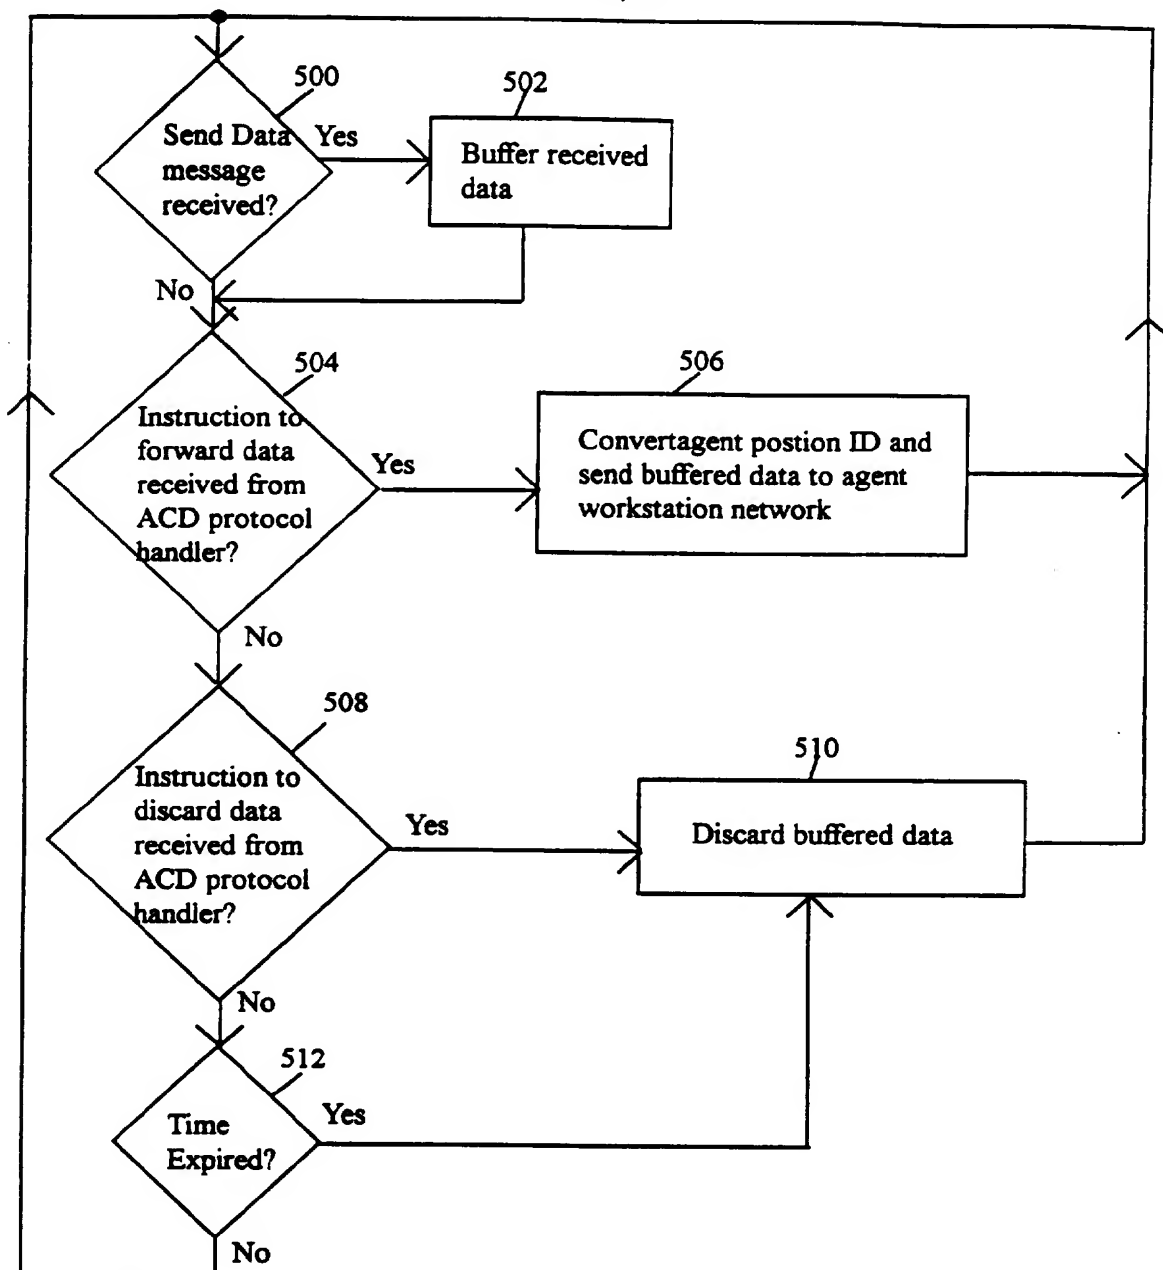 500
502
Send Data
message
received?
Yes
Buffer received
data
No
504
506
Instruction to
forward data
received from
ACD protocol
handler?
Yes
Convertagent postion ID and
send buffered data to agent
workstation network
No
508
510
Instruction to
discard data
received from
ACD protocol
handler?
Yes
Discard buffered data
No
512
Time
Expired?
Yes
No